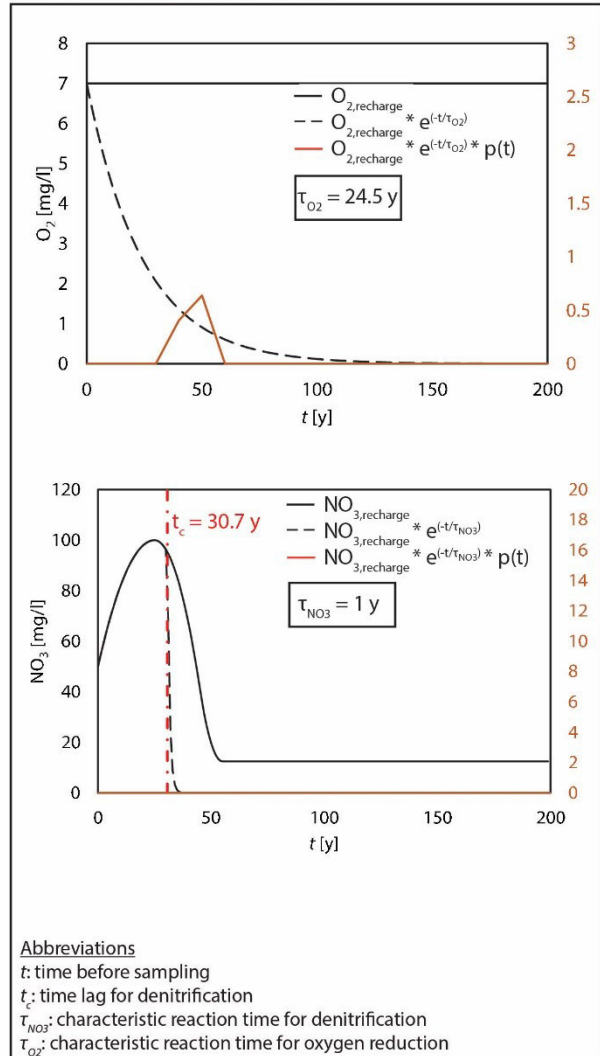 8
7
6
5
4
3
2
1
0
O₂ [mg/l]
3
2.5
2
1.5
1
0.5
0
O₂,recharge
O₂,recharge * e^(-t/τO2)
O₂,recharge * e^(-t/τO2) * p(t)
τO2 = 24.5 y
0 50 100 150 200
t [y]
120
100
80
60
40
20
0
NO₃ [mg/l]
20
18
16
14
12
10
8
6
4
2
0
t_c = 30.7 y
NO₃,recharge
NO₃,recharge * e^(-t/τNO3)
NO₃,recharge * e^(-t/τNO3) * p(t)
τNO3 = 1 y
0 50 100 150 200
t [y]
Abbreviations
t: time before sampling
t_c: time lag for denitrification
τNO3: characteristic reaction time for denitrification
τO2: characteristic reaction time for oxygen reduction